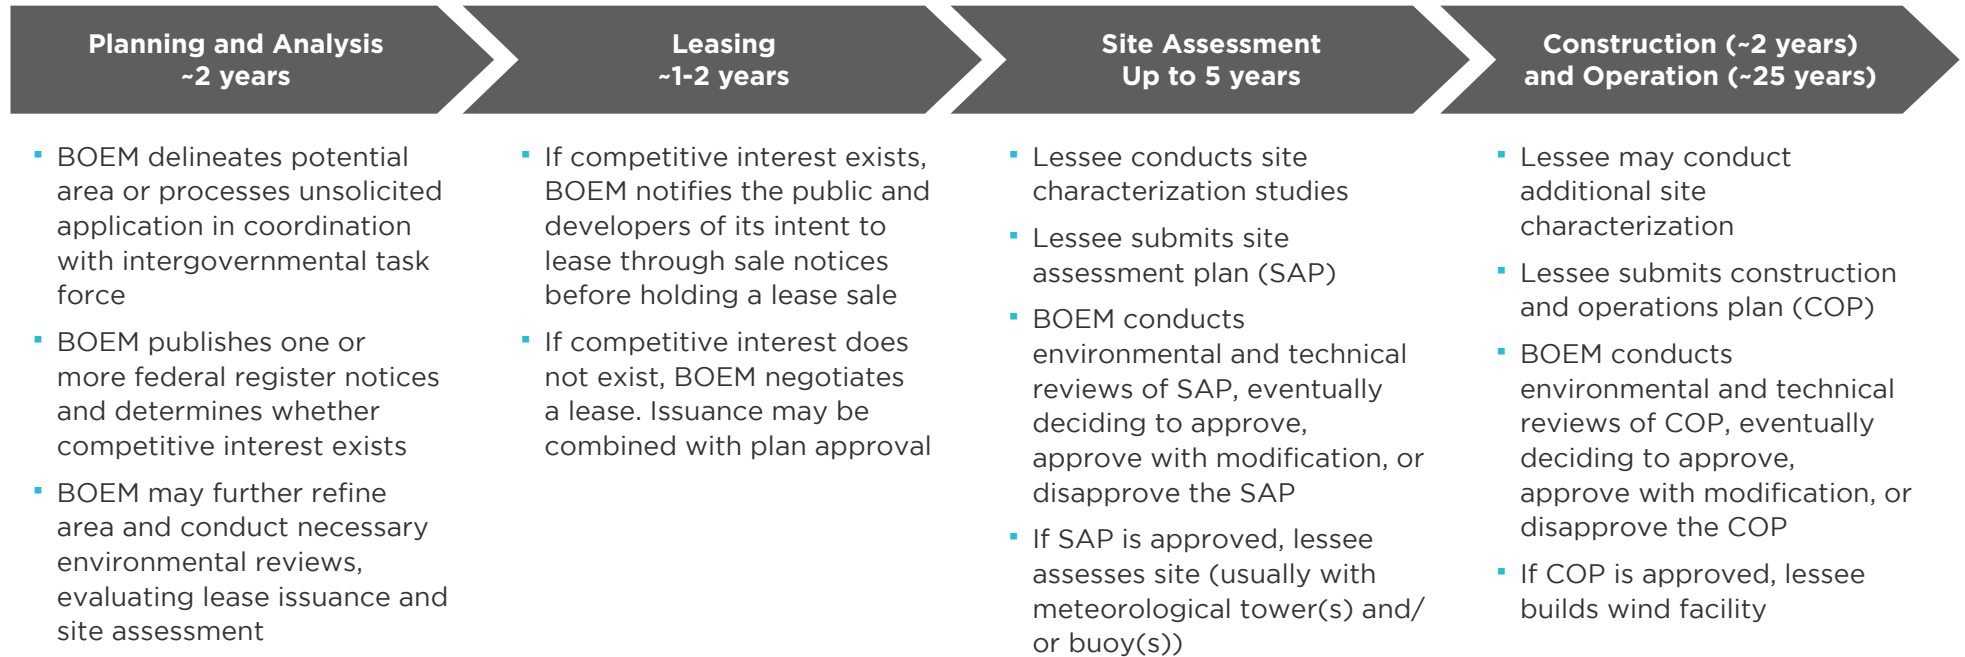 Planning and Analysis
~2 years
Leasing
~1-2 years
Site Assessment
Up to 5 years
Construction (~2 years)
and Operation (~25 years)
▪ BOEM delineates potential
area or processes unsolicited
application in coordination
with intergovernmental task
force
▪ BOEM publishes one or
more federal register notices
and determines whether
competitive interest exists
▪ BOEM may further refine
area and conduct necessary
environmental reviews,
evaluating lease issuance and
site assessment
▪ If competitive interest exists,
BOEM notifies the public and
developers of its intent to
lease through sale notices
before holding a lease sale
▪ If competitive interest does
not exist, BOEM negotiates
a lease. Issuance may be
combined with plan approval
▪ Lessee conducts site
characterization studies
▪ Lessee submits site
assessment plan (SAP)
▪ BOEM conducts
environmental and technical
reviews of SAP, eventually
deciding to approve,
approve with modification, or
disapprove the SAP
▪ If SAP is approved, lessee
assesses site (usually with
meteorological tower(s) and/
or buoy(s))
▪ Lessee may conduct
additional site
characterization
▪ Lessee submits construction
and operations plan (COP)
▪ BOEM conducts
environmental and technical
reviews of COP, eventually
deciding to approve,
approve with modification, or
disapprove the COP
▪ If COP is approved, lessee
builds wind facility